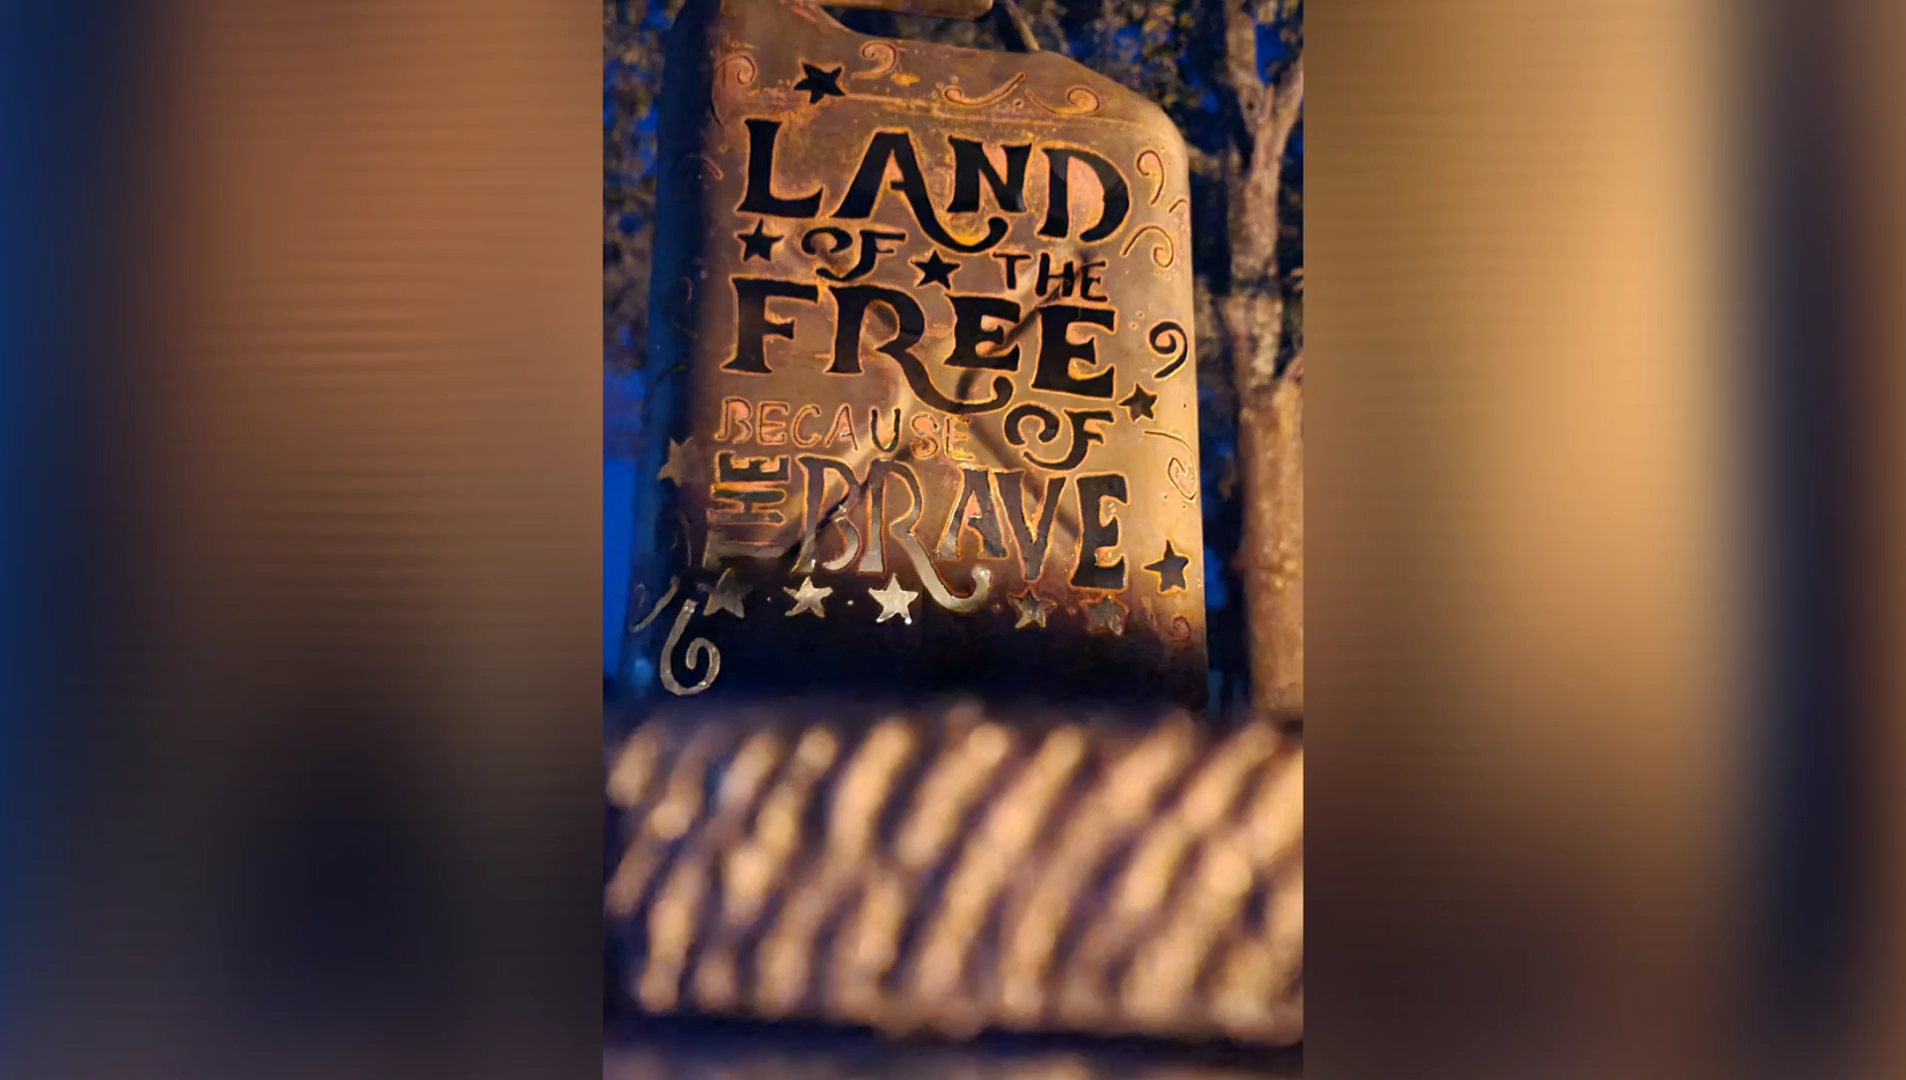 LAND
OF THE
FREE
BECAUSE OF
THE BRAVE